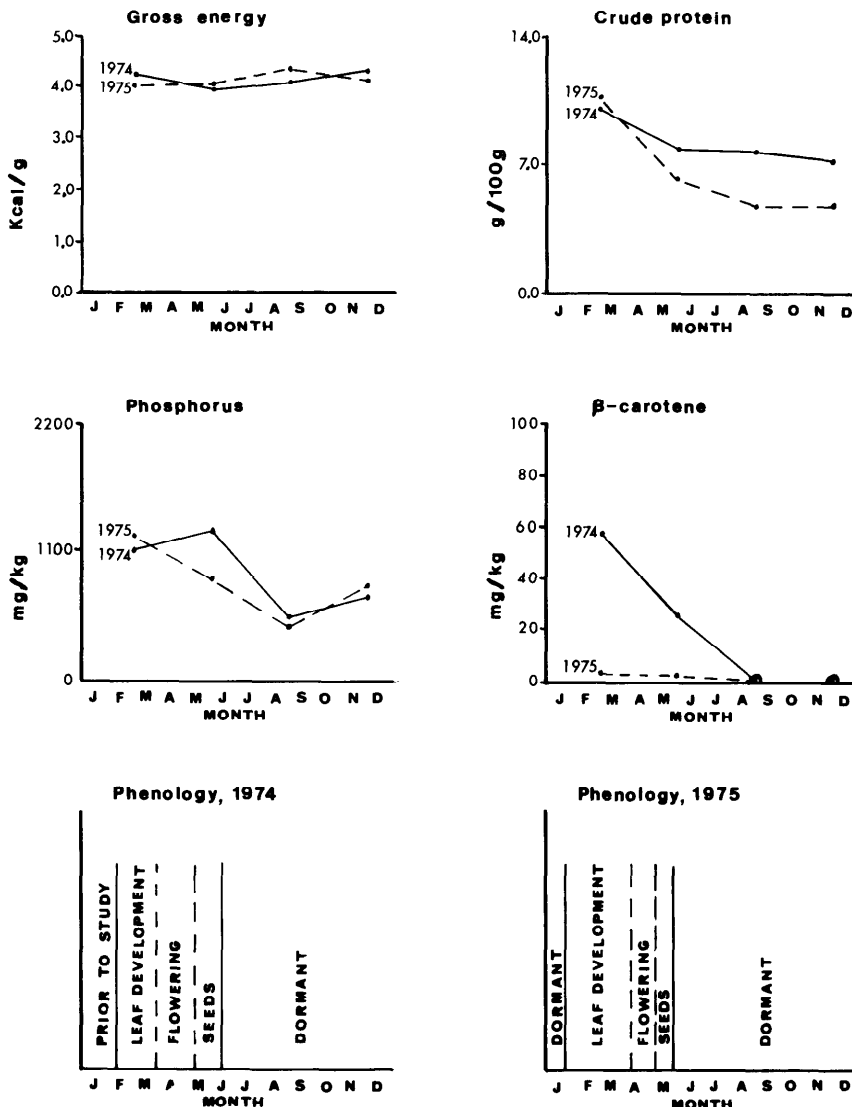 Gross energy
5.0
4.0
3.0
2.0
1.0
0.0
Kcal/g
1974
1975
J F M A M J J A S O N D
MONTH
Crude protein
14.0
7.0
0.0
g/100g
1975
1974
J F M A M J J A S O N D
MONTH
Phosphorus
2200
1100
0
mg/kg
1975
1974
J F M A M J J A S O N D
MONTH
β-carotene
100
80
60
40
20
0
mg/kg
1974
1975
J F M A M J J A S O N D
MONTH
Phenology, 1974
PRIOR TO STUDY
LEAF DEVELOPMENT
FLOWERING
SEEDS
DORMANT
J F M A M J J A S O N D
MONTH
Phenology, 1975
DORMANT
LEAF DEVELOPMENT
FLOWERING
SEEDS
DORMANT
J F M A M J J A S O N D
MONTH